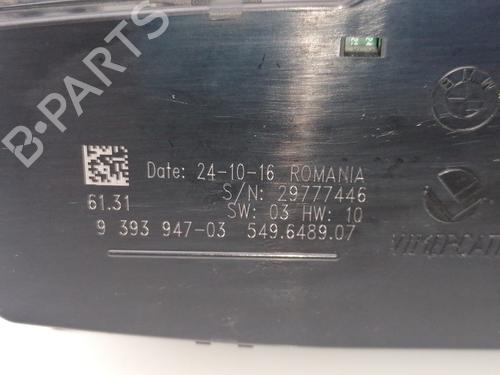 B-PARTS
BMW
Date: 24-10-16 ROMANIA
S/N: 29777446
61.31
SW: 03 HW: 10
9 393 947-03 549.6489.07